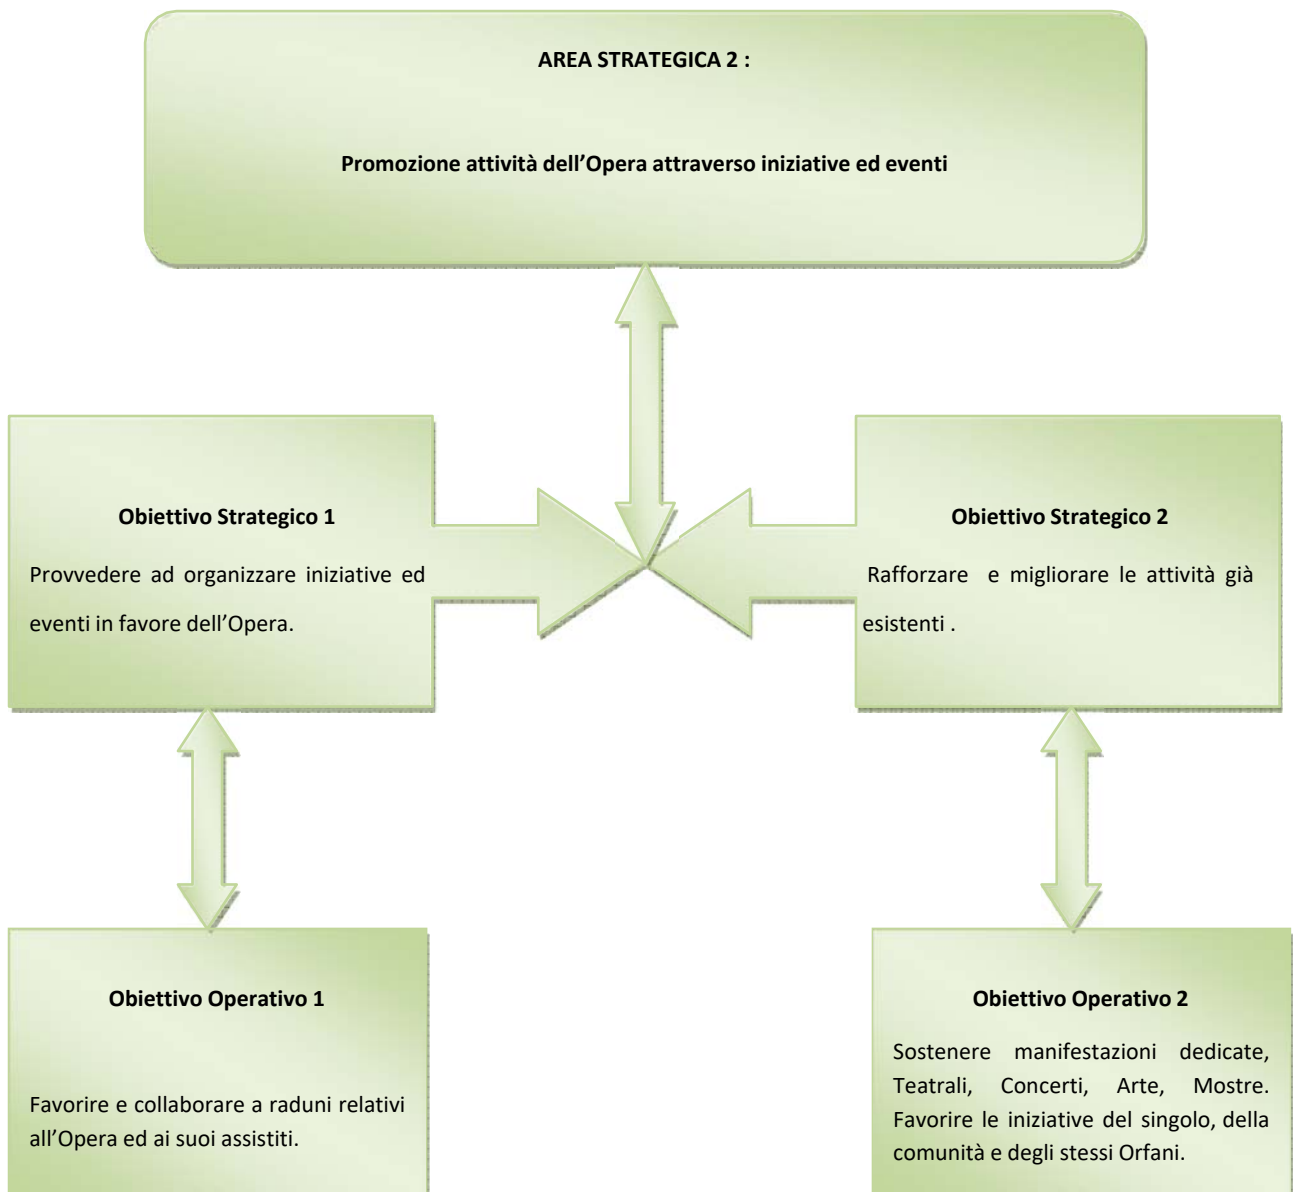 AREA STRATEGICA 2 :
Promozione attività dell’Opera attraverso iniziative ed eventi
Obiettivo Strategico 1
Provvedere ad organizzare iniziative ed
eventi in favore dell’Opera.
Obiettivo Strategico 2
Rafforzare e migliorare le attività già
esistenti .
Obiettivo Operativo 1
Favorire e collaborare a raduni relativi
all’Opera ed ai suoi assistiti.
Obiettivo Operativo 2
Sostenere manifestazioni dedicate,
Teatrali, Concerti, Arte, Mostre.
Favorire le iniziative del singolo, della
comunità e degli stessi Orfani.